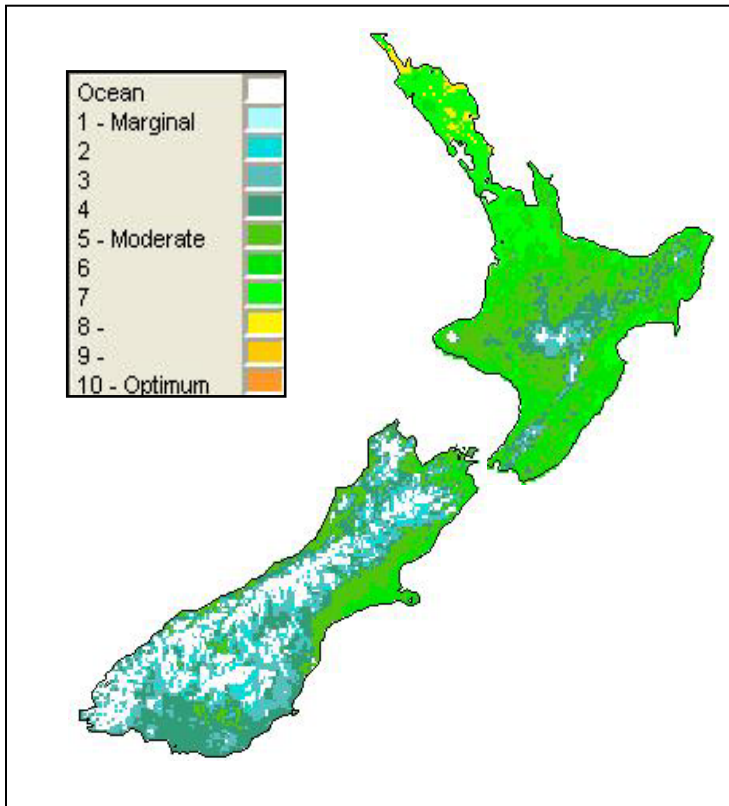 Ocean
1 - Marginal
2
3
4
5 - Moderate
6
7
8 -
9 -
10 - Optimum